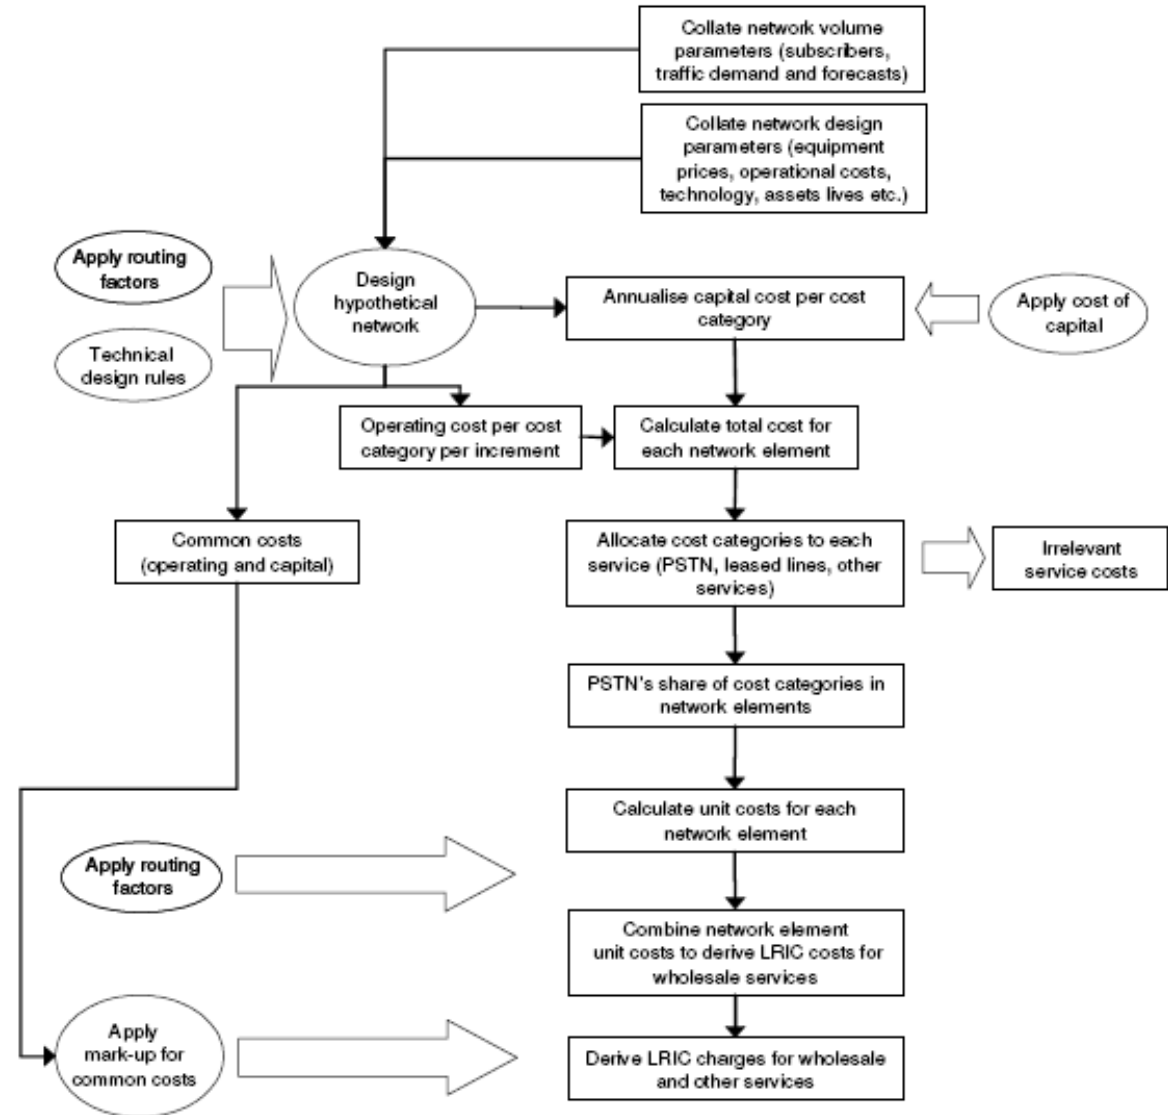 Collate network volume
parameters (subscribers,
traffic demand and forecasts)
Collate network design
parameters (equipment
prices, operational costs,
technology, assets lives etc.)
Apply routing
factors
Technical
design rules
Design
hypothetical
network
Annualise capital cost per cost
category
Apply cost of
capital
Operating cost per cost
category per increment
Calculate total cost for
each network element
Common costs
(operating and capital)
Allocate cost categories to each
service (PSTN, leased lines, other
services)
Irrelevant
service costs
PSTN's share of cost categories in
network elements
Calculate unit costs for each
network element
Apply routing
factors
Combine network element
unit costs to derive LRIC costs for
wholesale services
Apply
mark-up for
common costs
Derive LRIC charges for wholesale
and other services